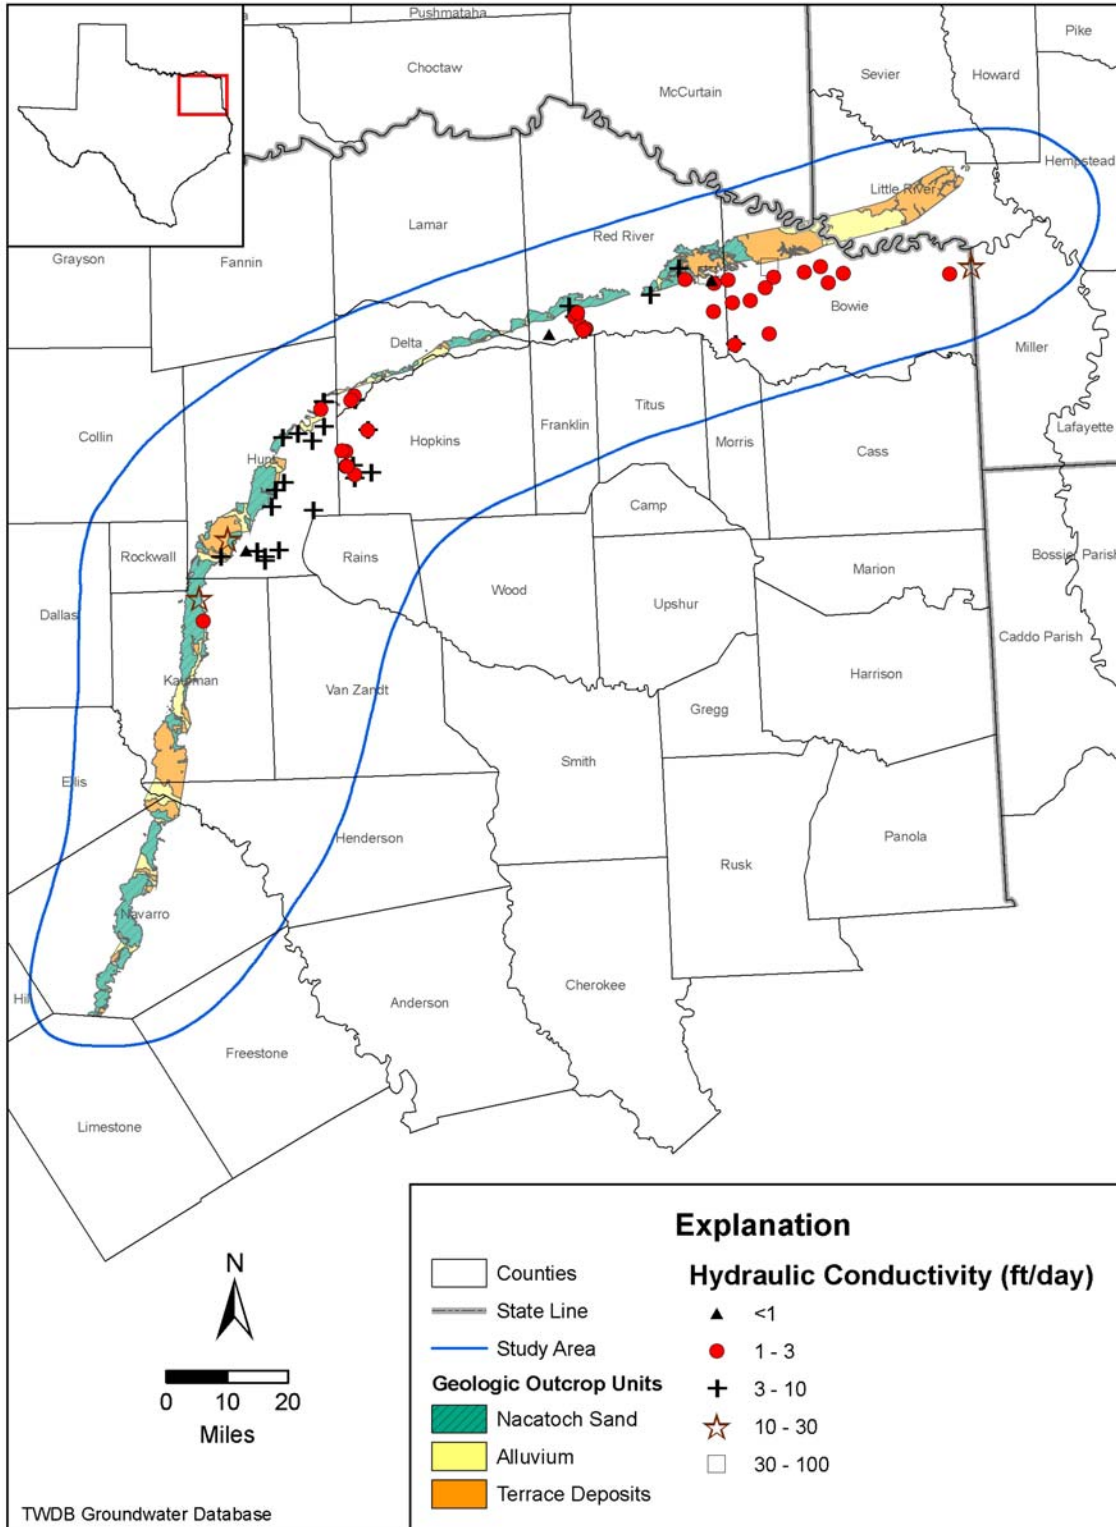 Pushmataha
Pike
Choctaw
McCurtain
Sevier
Howard
Hempstead
Little River
Lamar
Red River
Grayson
Fannin
Bowie
Miller
Delta
Titus
Franklin
Lafayette
Collin
Hopkins
Morris
Cass
Hunt
Camp
Rockwall
Rains
Bossier Parish
Marion
Wood
Upshur
Dallas
Caddo Parish
Harrison
Kaufman
Van Zandt
Gregg
Smith
Ellis
Henderson
Panola
Rusk
Navarro
Hill
Anderson
Cherokee
Freestone
Limestone
N
0 10 20
Miles
TWDB Groundwater Database
Explanation
Counties
State Line
Study Area
Geologic Outcrop Units
Nacatoch Sand
Alluvium
Terrace Deposits
Hydraulic Conductivity (ft/day)
<1
1 - 3
3 - 10
10 - 30
30 - 100